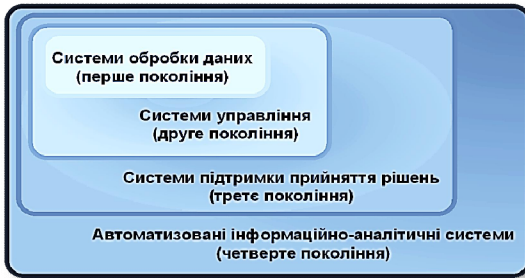 Системи обробки даних
(перше покоління)
Системи управління
(друге покоління)
Системи підтримки прийняття рішень
(третє покоління)
Автоматизовані інформаційно-аналітичні системи
(четверте покоління)